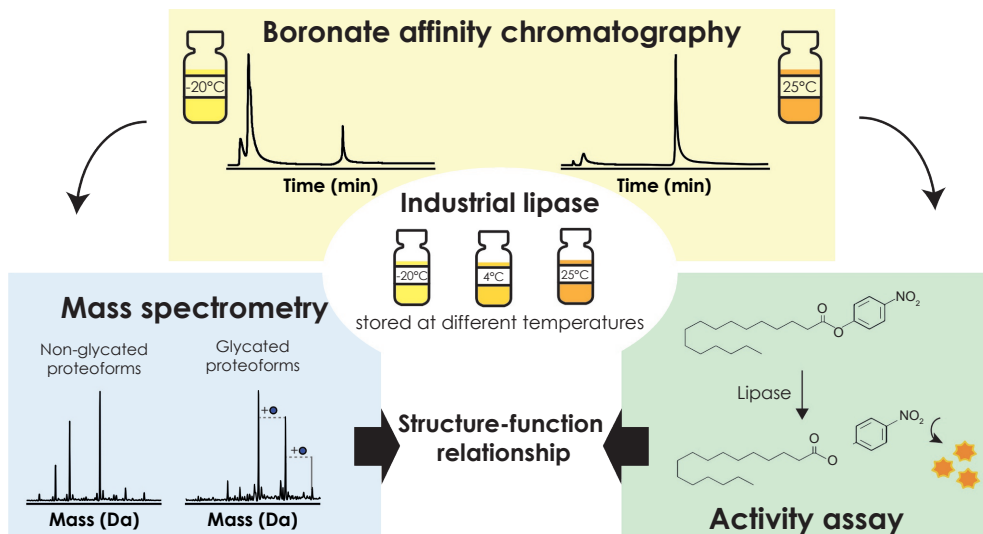 Boronate affinity chromatography
-20°C
25°C
Time (min)
Time (min)
Industrial lipase
-20°C
4°C
25°C
stored at different temperatures
Mass spectrometry
Non-glycated
proteoforms
Glycated
proteoforms
+
+
Mass (Da)
Mass (Da)
Structure-function
relationship
NO2
O
O
Lipase
NO2
O
O
Activity assay